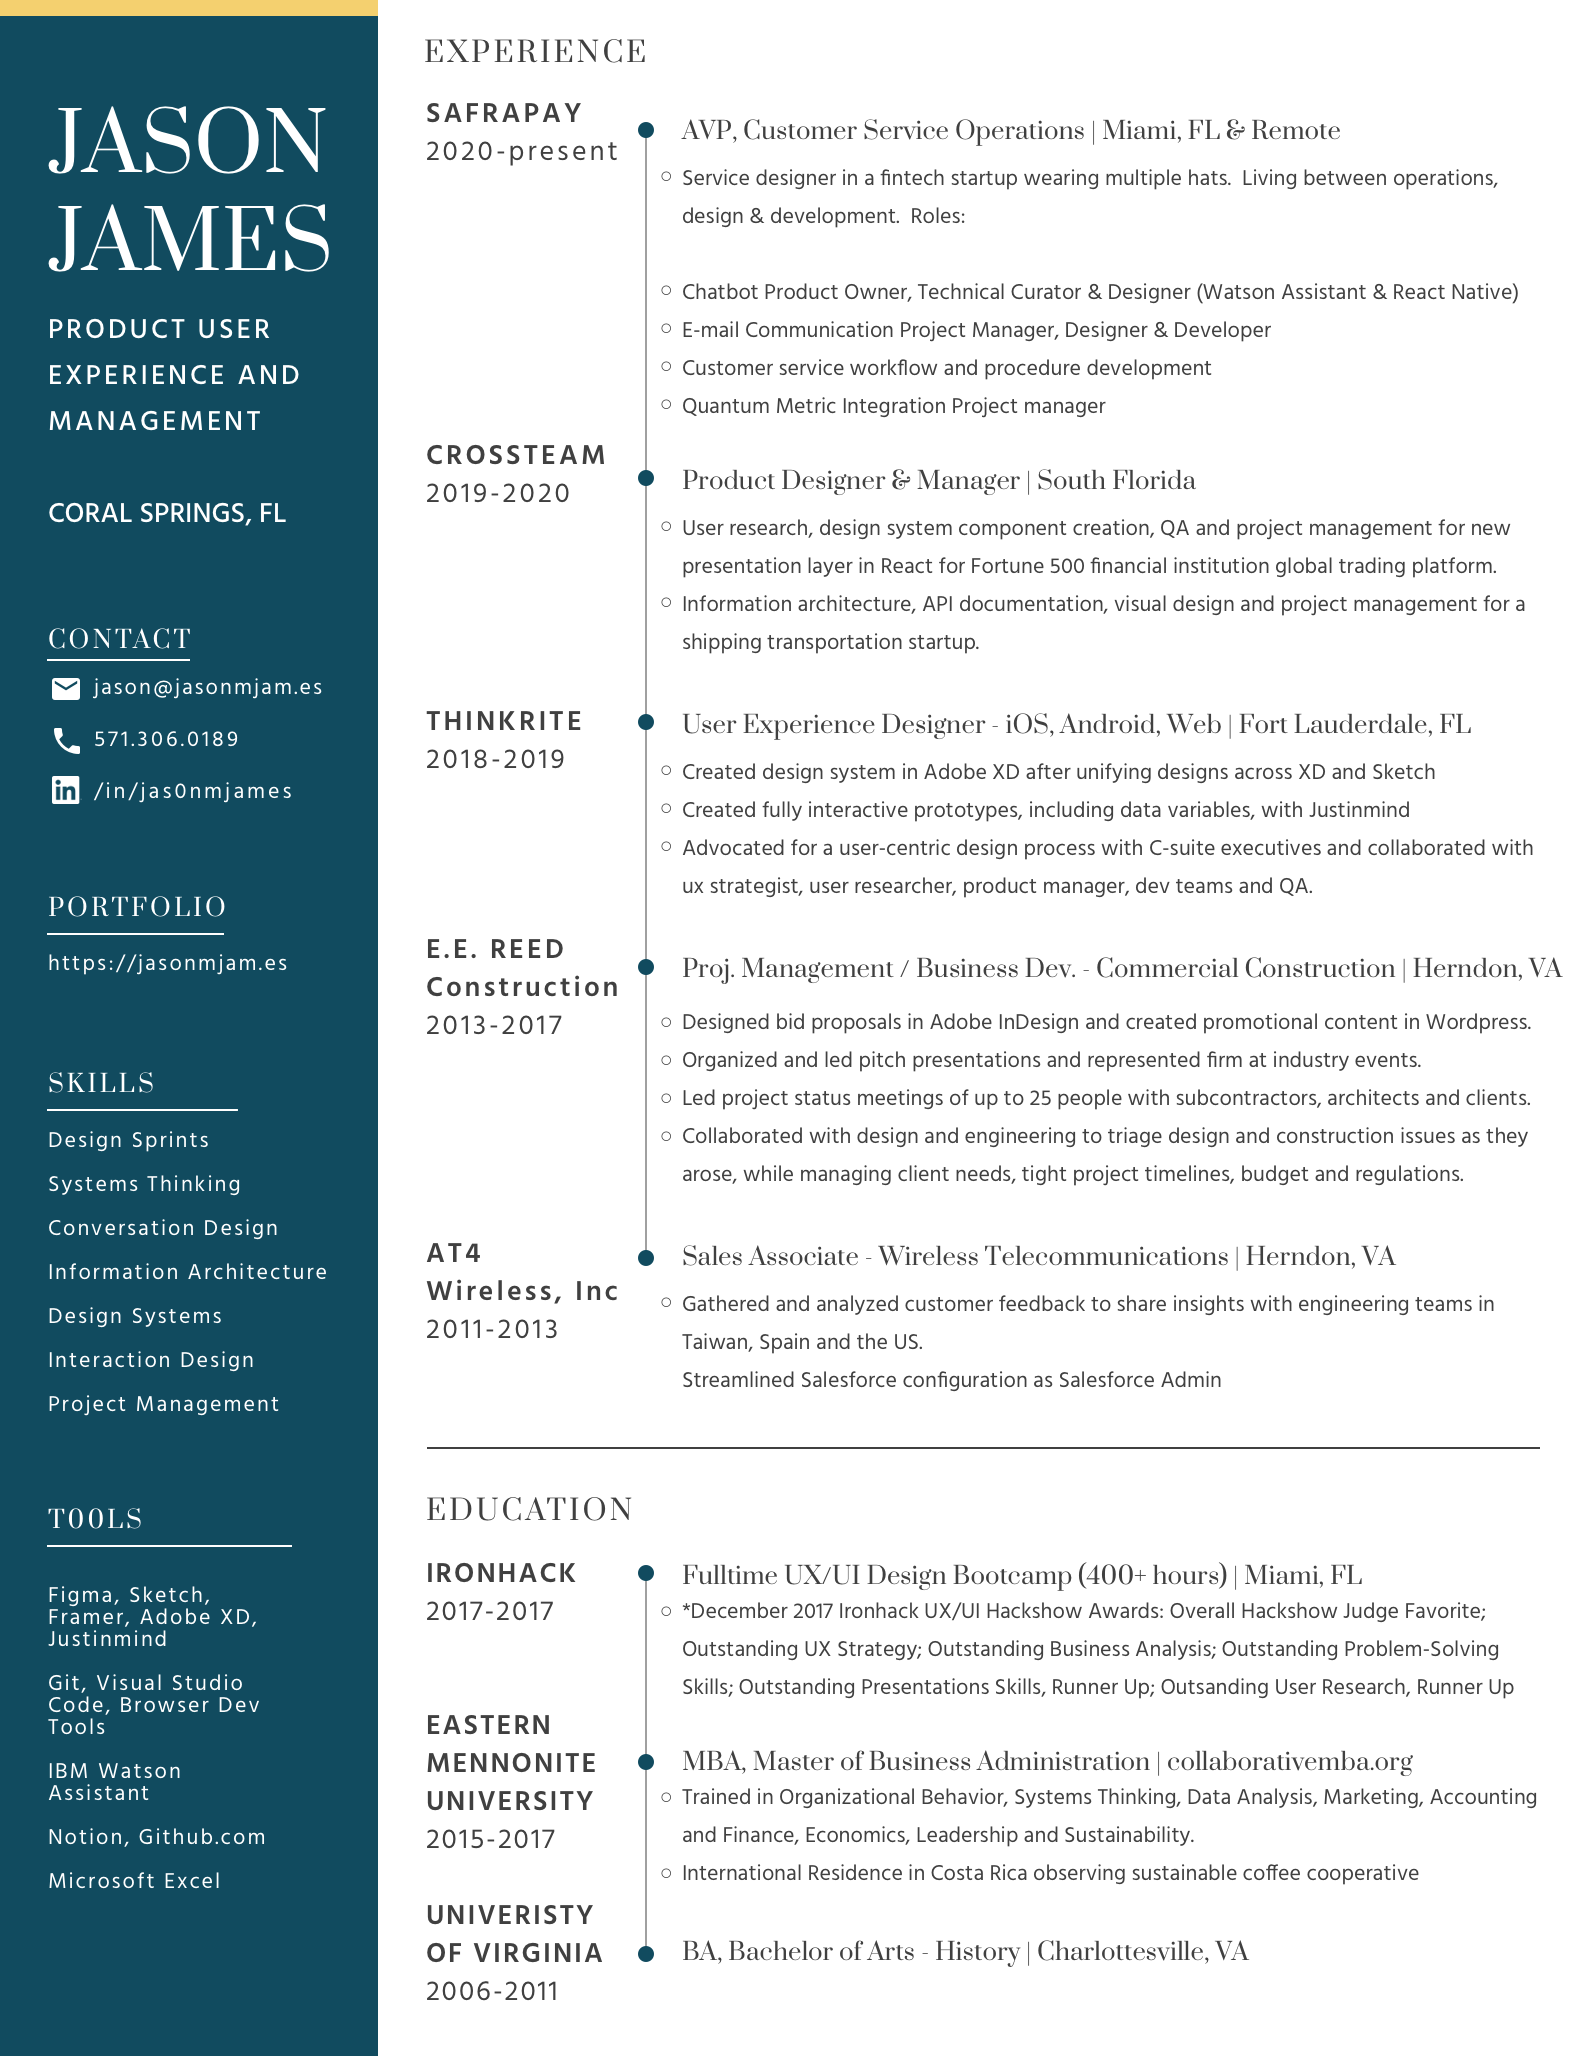 JASON
JAMES
PRODUCT USER
EXPERIENCE AND
MANAGEMENT
CORAL SPRINGS, FL
CONTACT
jason@jasonmjam.es
571.306.0189
/in/jas0nmjames
PORTFOLIO
https://jasonmjam.es
SKILLS
Design Sprints
Systems Thinking
Conversation Design
Information Architecture
Design Systems
Interaction Design
Project Management
T00LS
Figma, Sketch,
Framer, Adobe XD,
Justinmind
Git, Visual Studio
Code, Browser Dev
Tools
IBM Watson
Assistant
Notion, Github.com
Microsoft Excel
EXPERIENCE
SAFRAPAY
2020-present
AVP, Customer Service Operations | Miami, FL & Remote
Service designer in a fintech startup wearing multiple hats.  Living between operations,
design & development.  Roles:
Chatbot Product Owner, Technical Curator & Designer (Watson Assistant & React Native)
E-mail Communication Project Manager, Designer & Developer
Customer service workflow and procedure development
Quantum Metric Integration Project manager
CROSSTEAM
2019-2020
Product Designer & Manager | South Florida
User research, design system component creation, QA and project management for new
presentation layer in React for Fortune 500 financial institution global trading platform.
Information architecture, API documentation, visual design and project management for a
shipping transportation startup.
THINKRITE
2018-2019
User Experience Designer - iOS, Android, Web | Fort Lauderdale, FL
Created design system in Adobe XD after unifying designs across XD and Sketch
Created fully interactive prototypes, including data variables, with Justinmind
Advocated for a user-centric design process with C-suite executives and collaborated with
ux strategist, user researcher, product manager, dev teams and QA.
E.E. REED
Construction
2013-2017
Proj. Management / Business Dev. - Commercial Construction | Herndon, VA
Designed bid proposals in Adobe InDesign and created promotional content in Wordpress.
Organized and led pitch presentations and represented firm at industry events.
Led project status meetings of up to 25 people with subcontractors, architects and clients.
Collaborated with design and engineering to triage design and construction issues as they
arose, while managing client needs, tight project timelines, budget and regulations.
AT4
Wireless, Inc
2011-2013
Sales Associate - Wireless Telecommunications | Herndon, VA
Gathered and analyzed customer feedback to share insights with engineering teams in
Taiwan, Spain and the US.
Streamlined Salesforce configuration as Salesforce Admin
EDUCATION
IRONHACK
2017-2017
Fulltime UX/UI Design Bootcamp (400+ hours) | Miami, FL
*December 2017 Ironhack UX/UI Hackshow Awards: Overall Hackshow Judge Favorite;
Outstanding UX Strategy; Outstanding Business Analysis; Outstanding Problem-Solving
Skills; Outstanding Presentations Skills, Runner Up; Outsanding User Research, Runner Up
EASTERN
MENNONITE
UNIVERSITY
2015-2017
MBA, Master of Business Administration | collaborativemba.org
Trained in Organizational Behavior, Systems Thinking, Data Analysis, Marketing, Accounting
and Finance, Economics, Leadership and Sustainability.
International Residence in Costa Rica observing sustainable coffee cooperative
UNIVERISTY
OF VIRGINIA
2006-2011
BA, Bachelor of Arts - History | Charlottesville, VA